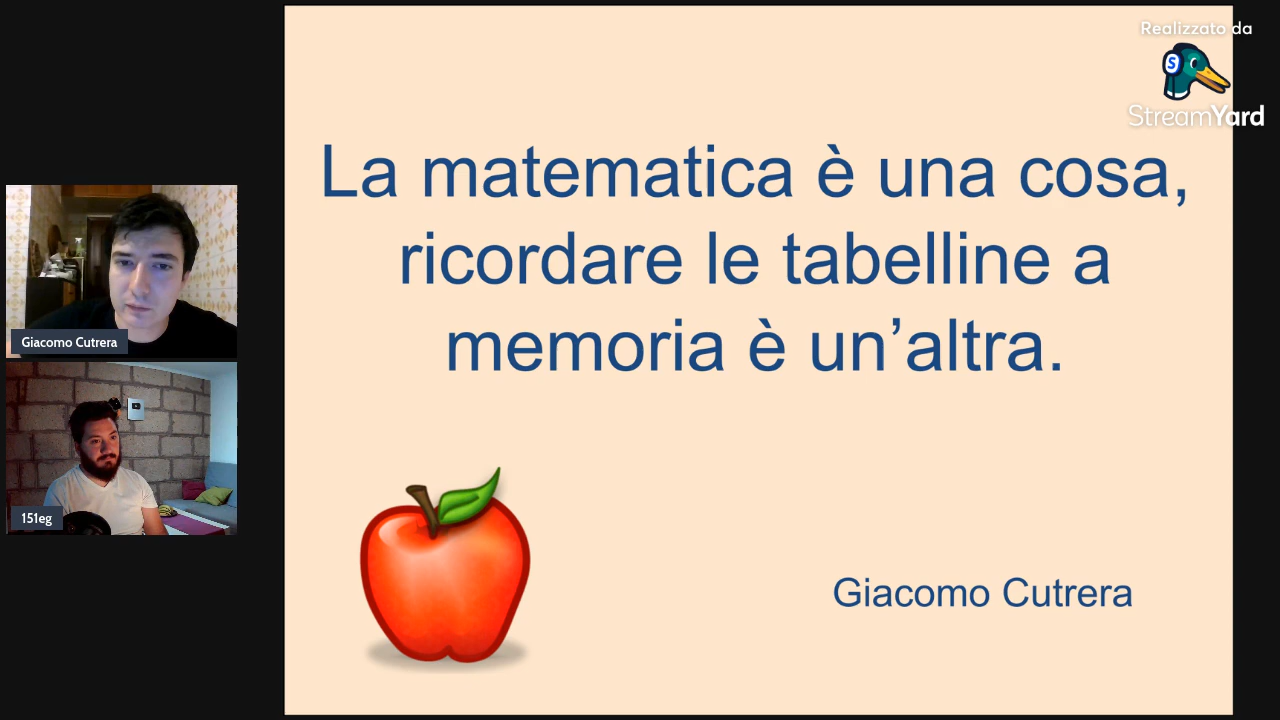 Realizzato da
StreamYard
La matematica è una cosa,
ricordare le tabelline a
memoria è un’altra.
Giacomo Cutrera
Giacomo Cutrera
151eg
S